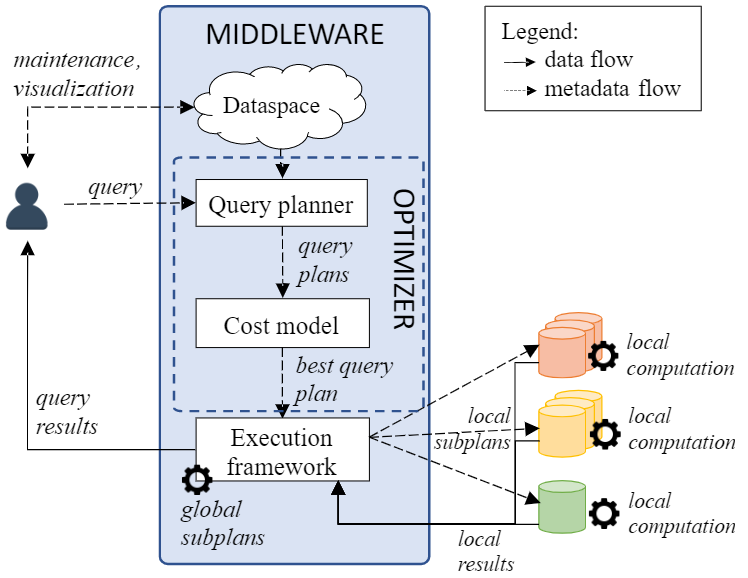 MIDDLEWARE
Legend:
data flow
metadata flow
maintenance,
visualization
Dataspace
query
Query planner
OPTIMIZER
query
plans
Cost model
best query
plan
query
results
Execution
framework
global
subplans
local
subplans
local
results
local
computation
local
computation
local
computation